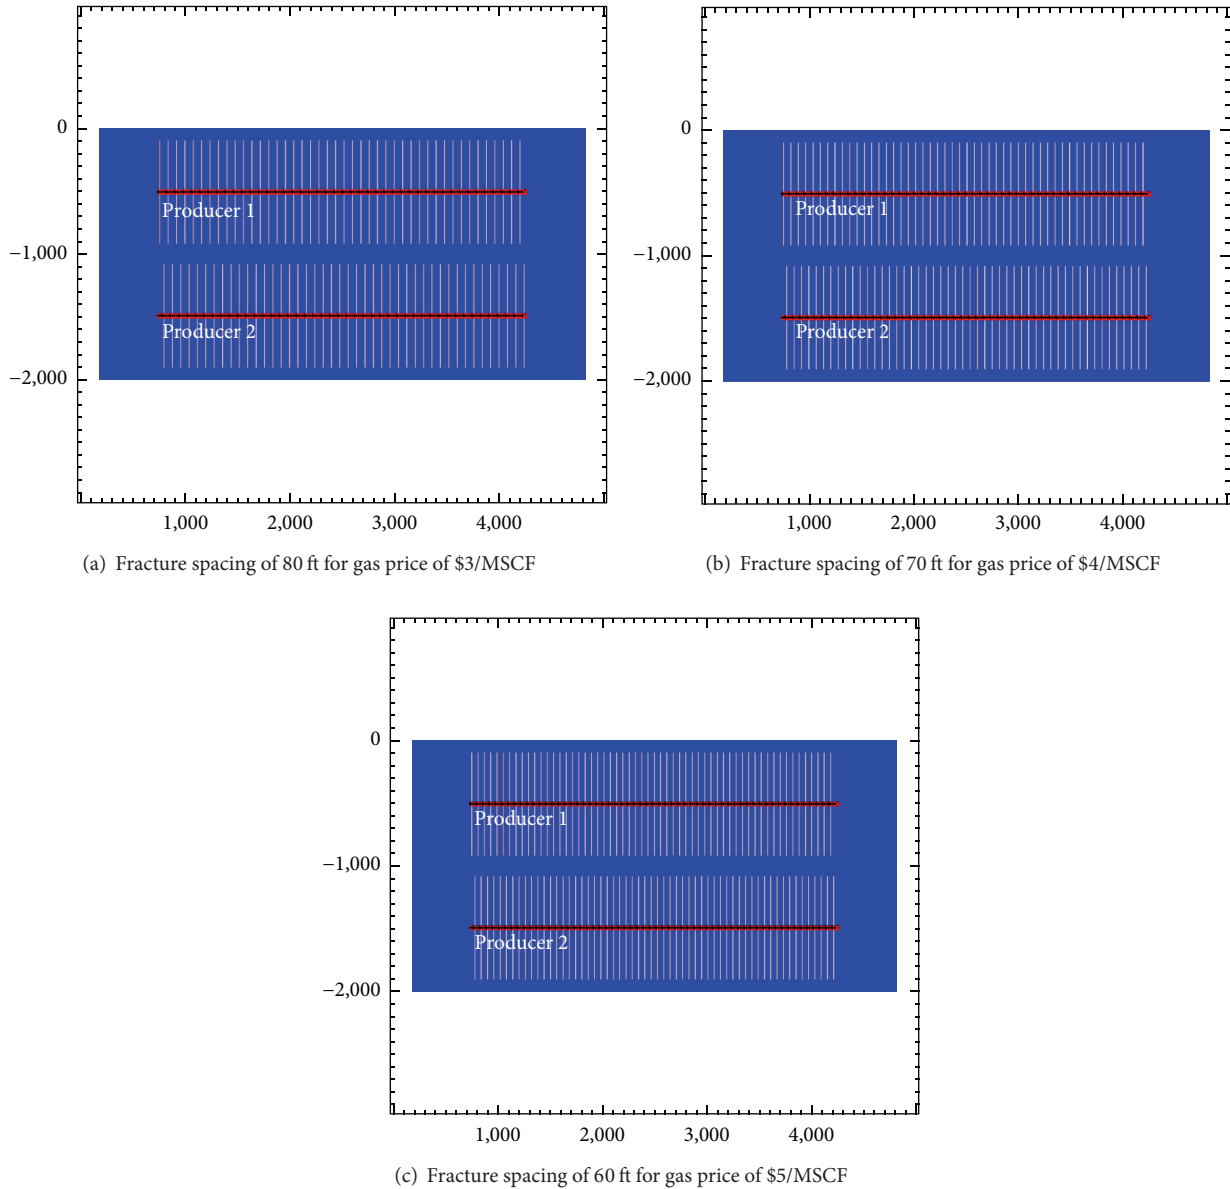 0
−1,000
−2,000
Producer 1
Producer 2
1,000 2,000 3,000 4,000
(a) Fracture spacing of 80 ft for gas price of $3/MSCF
0
−1,000
−2,000
Producer 1
Producer 2
1,000 2,000 3,000 4,000
(b) Fracture spacing of 70 ft for gas price of $4/MSCF
0
−1,000
−2,000
Producer 1
Producer 2
1,000 2,000 3,000 4,000
(c) Fracture spacing of 60 ft for gas price of $5/MSCF